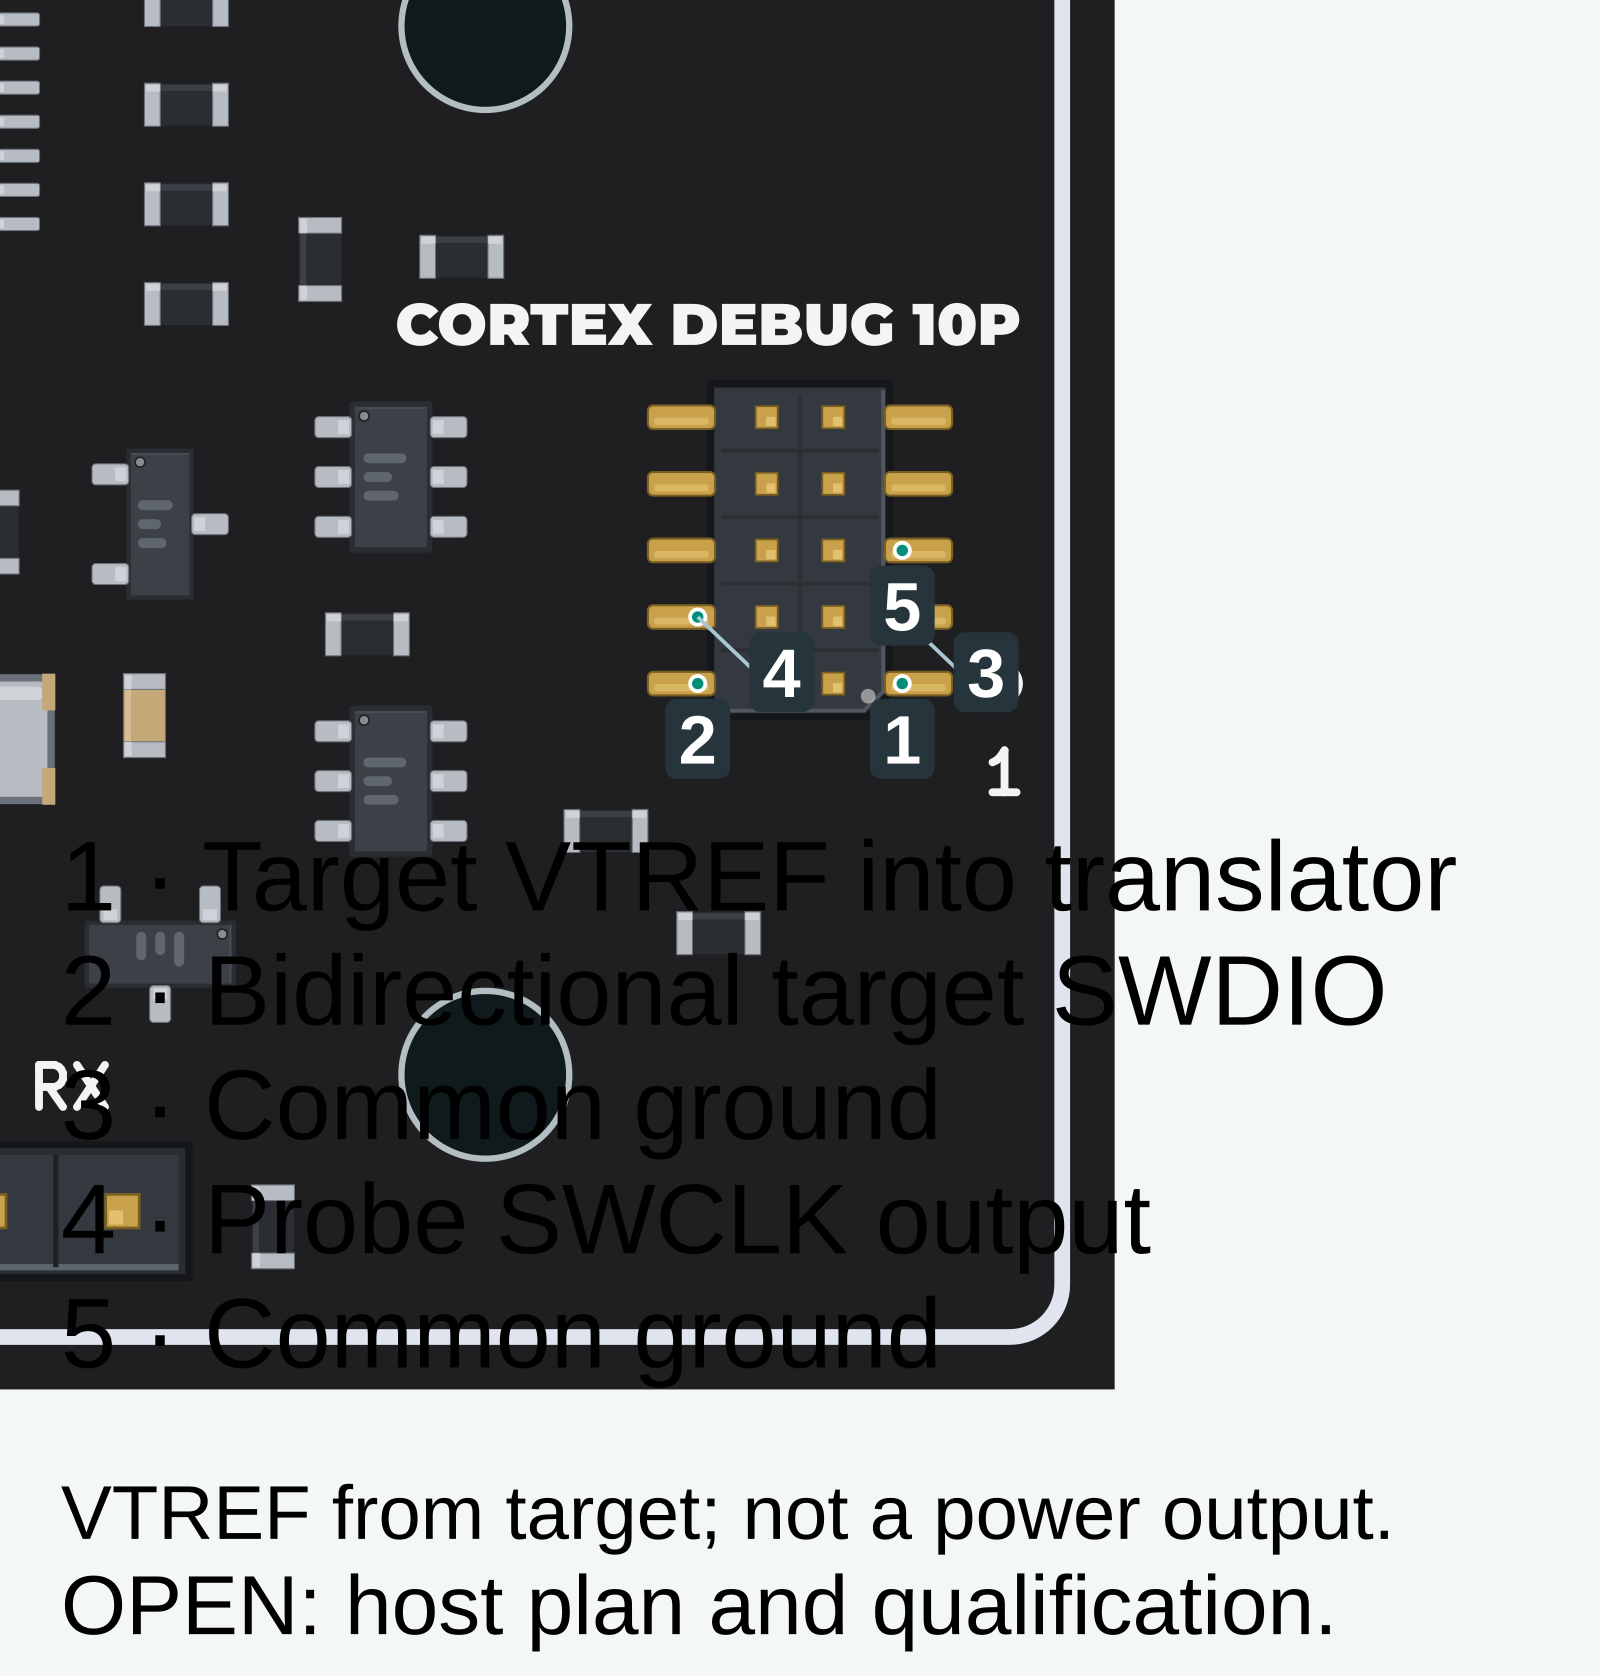 CORTEX DEBUG 10P
5
4
3
2
1
1
1 · Target VTREF into translator
2 · Bidirectional target SWDIO
RX
3 · Common ground
4 · Probe SWCLK output
5 · Common ground
VTREF from target; not a power output.
OPEN: host plan and qualification.